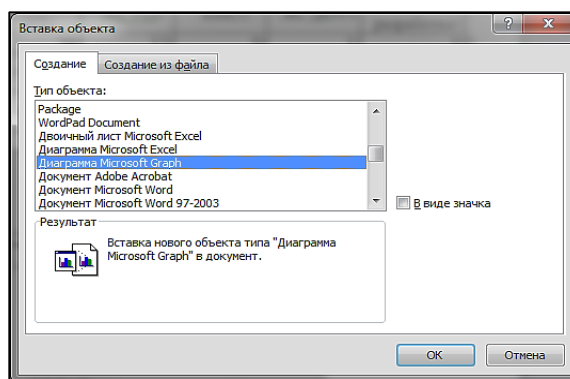 Вставка объекта
Создание Создание из файла
Тип объекта:
Package
WordPad Document
Двоичный лист Microsoft Excel
Диаграмма Microsoft Excel
Диаграмма Microsoft Graph
Документ Adobe Acrobat
Документ Microsoft Word
Документ Microsoft Word 97-2003
В виде значка
Результат
Вставка нового объекта типа "Диаграмма
Microsoft Graph" в документ.
ОК Отмена